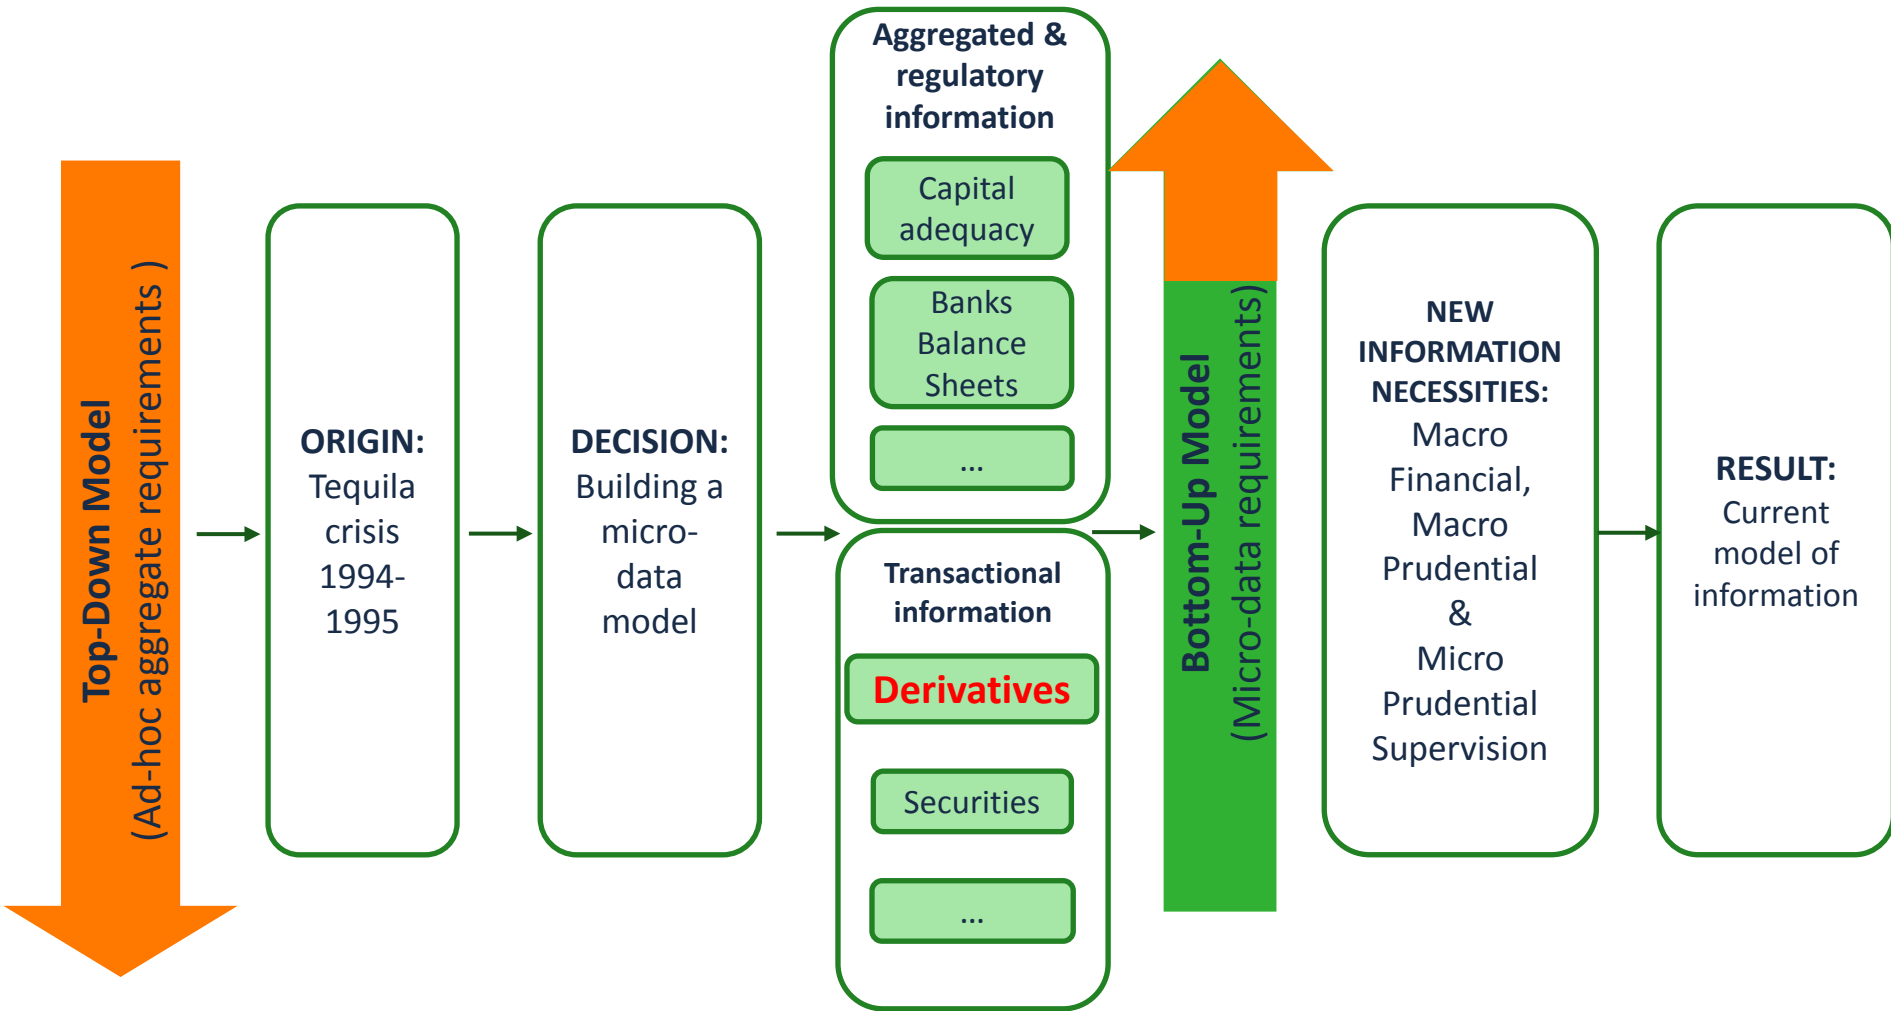 Top-Down Model
(Ad-hoc aggregate requirements )
ORIGIN:
Tequila
crisis
1994-
1995
DECISION:
Building a
micro-
data
model
Aggregated &
regulatory
information
Capital
adequacy
Banks
Balance
Sheets
...
Transactional
information
Derivatives
Securities
...
Bottom-Up Model
(Micro-data requirements)
NEW
INFORMATION
NECESSITIES:
Macro
Financial,
Macro
Prudential
&
Micro
Prudential
Supervision
RESULT:
Current
model of
information